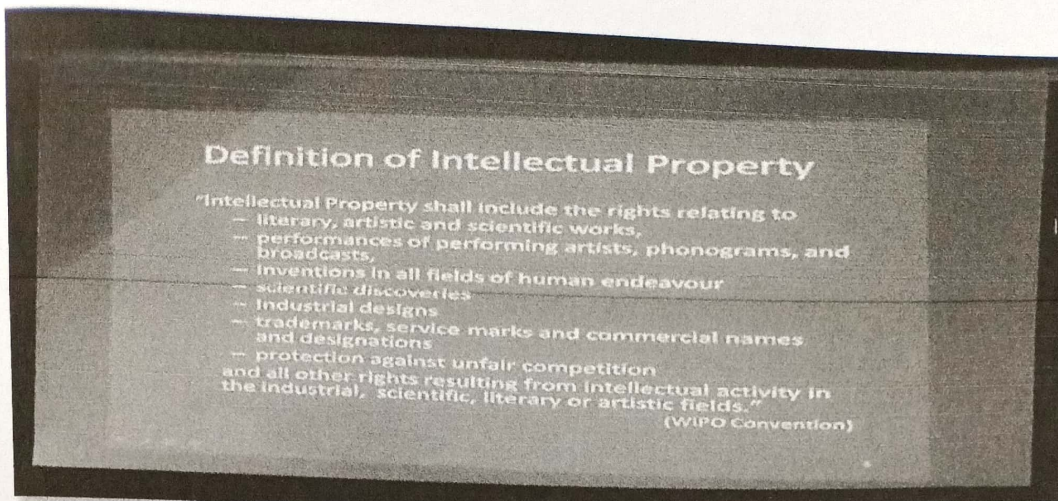 Definition of Intellectual Property
"Intellectual Property shall include the rights relating to
– literary, artistic and scientific works,
– performances of performing artists, phonograms, and
broadcasts,
– inventions in all fields of human endeavour
– scientific discoveries
– Industrial designs
– trademarks, service marks and commercial names
and designations
– protection against unfair competition
and all other rights resulting from intellectual activity in
the industrial, scientific, literary or artistic fields."
(WIPO Convention)